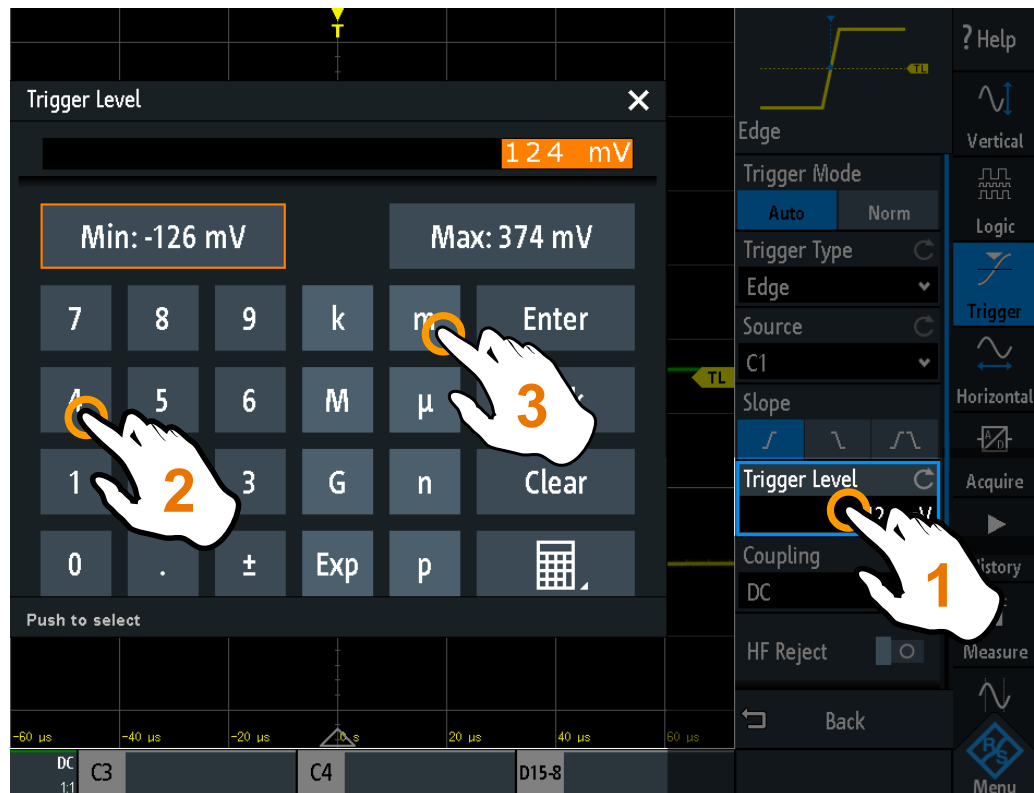 T
? Help
Trigger Level
124 mV
Min: -126 mV
Max: 374 mV
7 8 9 k m Enter
4 5 6 M µ
1 3 G n Clear
0 . ± Exp p
Push to select
-60 µs -40 µs -20 µs 0 s 20 µs 40 µs 60 µs
DC
1:1
C3
C4
D15-8
TL
TL
Edge
Trigger Mode
Auto Norm
Trigger Type
Edge
Source
C1
Slope
Trigger Level
Coupling
DC
HF Reject
Back
Vertical
Logic
Trigger
Horizontal
A
D
Acquire
Measure
R/S
Menu
1
2
3